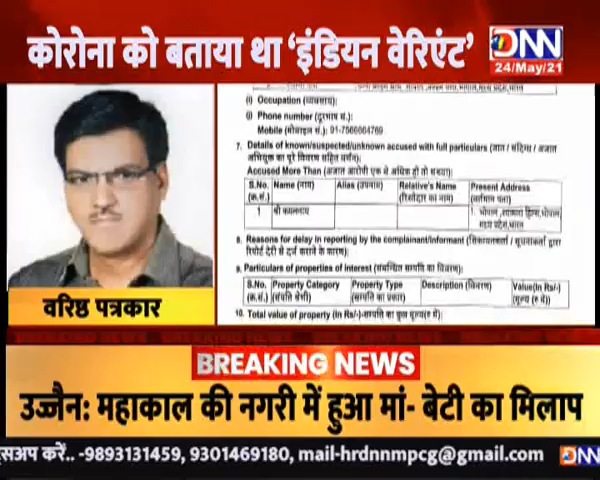 कोरोना को बताया था ‘इंडियन वेरिएंट’
DNN
24/May/21
(i) Occupation (व्यवसाय):
(j) Phone number (दूरभाष सं.):
Mobile (मोबाइल सं.): 91-7566664769
7. Details of known/suspected/unknown accused with full particulars (ज्ञात / संदिग्ध / अज्ञात
अभियुक्त का पूरे विवरण सहित वर्णन):
Accused More Than (अज्ञात आरोपी एक से अधिक हो तो संख्या):
S.No. (क्र.सं.) Name (नाम) Alias (उपनाम) Relative's Name (रिश्तेदार का नाम) Present Address (वर्तमान पता)
1 श्री कमलनाथ 1. भोपाल, भोपाल, मध्य प्रदेश, भारत
8. Reasons for delay in reporting by the complainant/informant (शिकायतकर्ता / सूचनाकर्ता द्वारा
रिपोर्ट देरी से दर्ज कराने के कारण):
9. Particulars of properties of interest (संबन्धित सम्पत्ति का विवरण):
S.No. (क्र.सं.) Property Category (संपत्ति श्रेणी) Property Type (सम्पत्ति का प्रकार) Description (विवरण) Value(In Rs/-) (मूल्य (रु में))
10. Total value of property (In Rs/-)-सम्पत्ति का कुल मूल्य(रु में):
वरिष्ठ पत्रकार
BREAKING NEWS
उज्जैन: महाकाल की नगरी में हुआ मां- बेटी का मिलाप
करें.. -9893131459, 9301469180, mail-hrdnnmpcg@gmail.com DNN